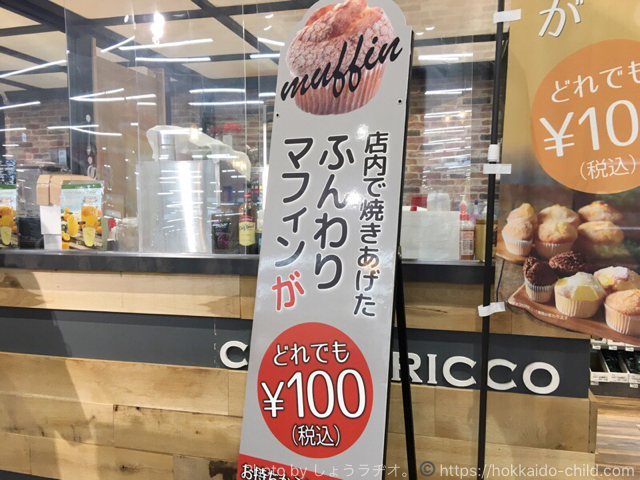 muffin
店内で焼きあげた
ふんわり
マフィンが
どれでも
¥100
(税込)
が
どれでも
¥10
(税込)
RICCO
Photo by しょうラヂオ。 © https://hokkaido-child.com